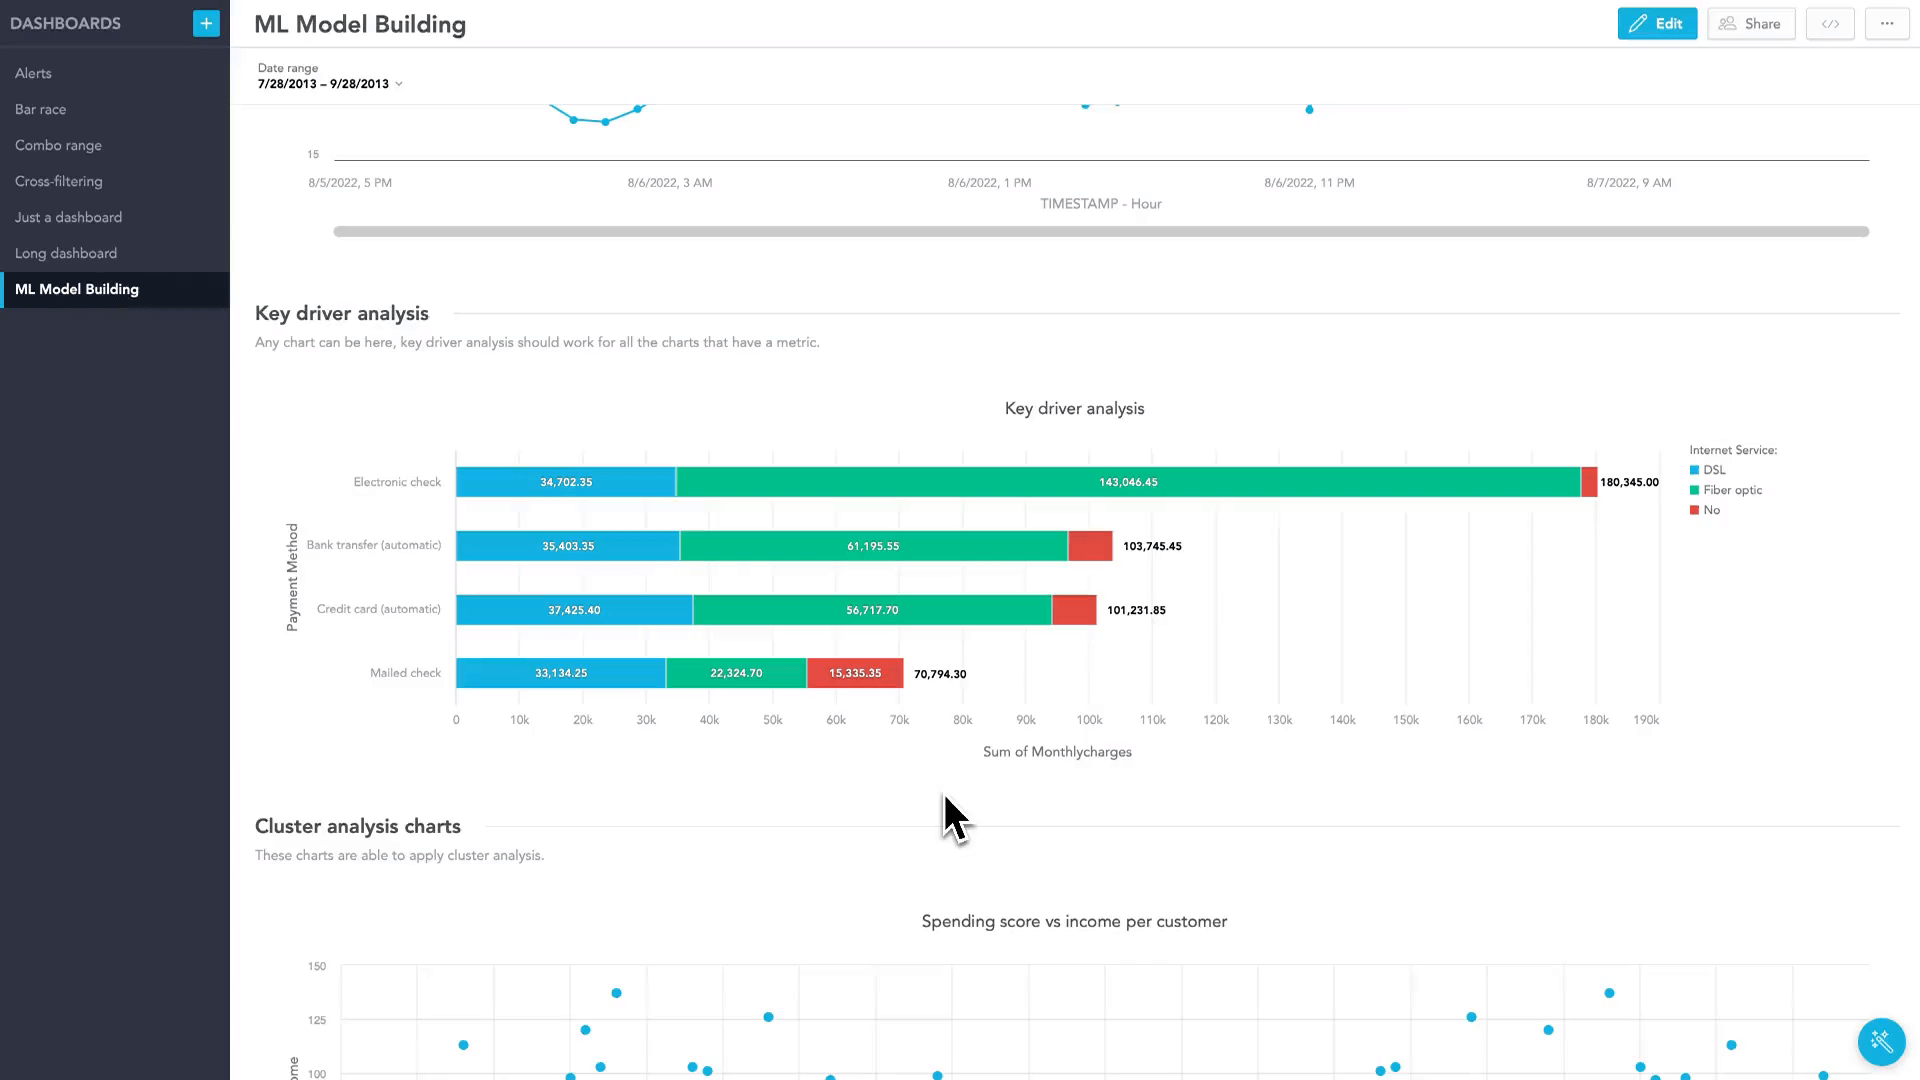 DASHBOARDS
+
ML Model Building
Edit
Share
</>
...
Alerts
Bar race
Combo range
Cross-filtering
Just a dashboard
Long dashboard
ML Model Building
Date range
7/28/2013 – 9/28/2013
15
8/5/2022, 5 PM 8/6/2022, 3 AM 8/6/2022, 1 PM 8/6/2022, 11 PM 8/7/2022, 9 AM
TIMESTAMP - Hour
Key driver analysis
Any chart can be here, key driver analysis should work for all the charts that have a metric.
Key driver analysis
Internet Service:
DSL
Fiber optic
No
Payment Method
Electronic check 34,702.35 143,046.45 180,345.00
Bank transfer (automatic) 35,403.35 61,195.55 103,745.45
Credit card (automatic) 37,425.40 56,717.70 101,231.85
Mailed check 33,134.25 22,324.70 15,335.35 70,794.30
0 10k 20k 30k 40k 50k 60k 70k 80k 90k 100k 110k 120k 130k 140k 150k 160k 170k 180k 190k
Sum of Monthlycharges
Cluster analysis charts
These charts are able to apply cluster analysis.
Spending score vs income per customer
150
125
100